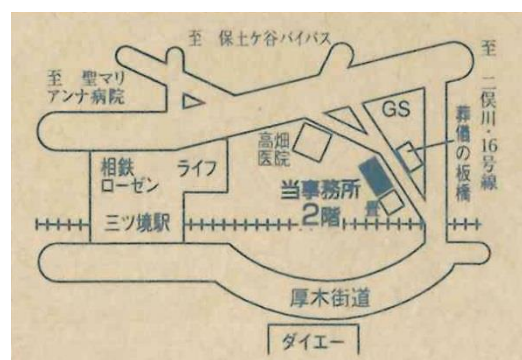 至 保土ケ谷バイパス
至 聖マリ
アンナ病院
至 二俣川・16号線
GS
葬儀の板橋
高畑
医院
相鉄
ローゼン
ライフ
当事務所
2階
畳
三ツ境駅
厚木街道
ダイエー